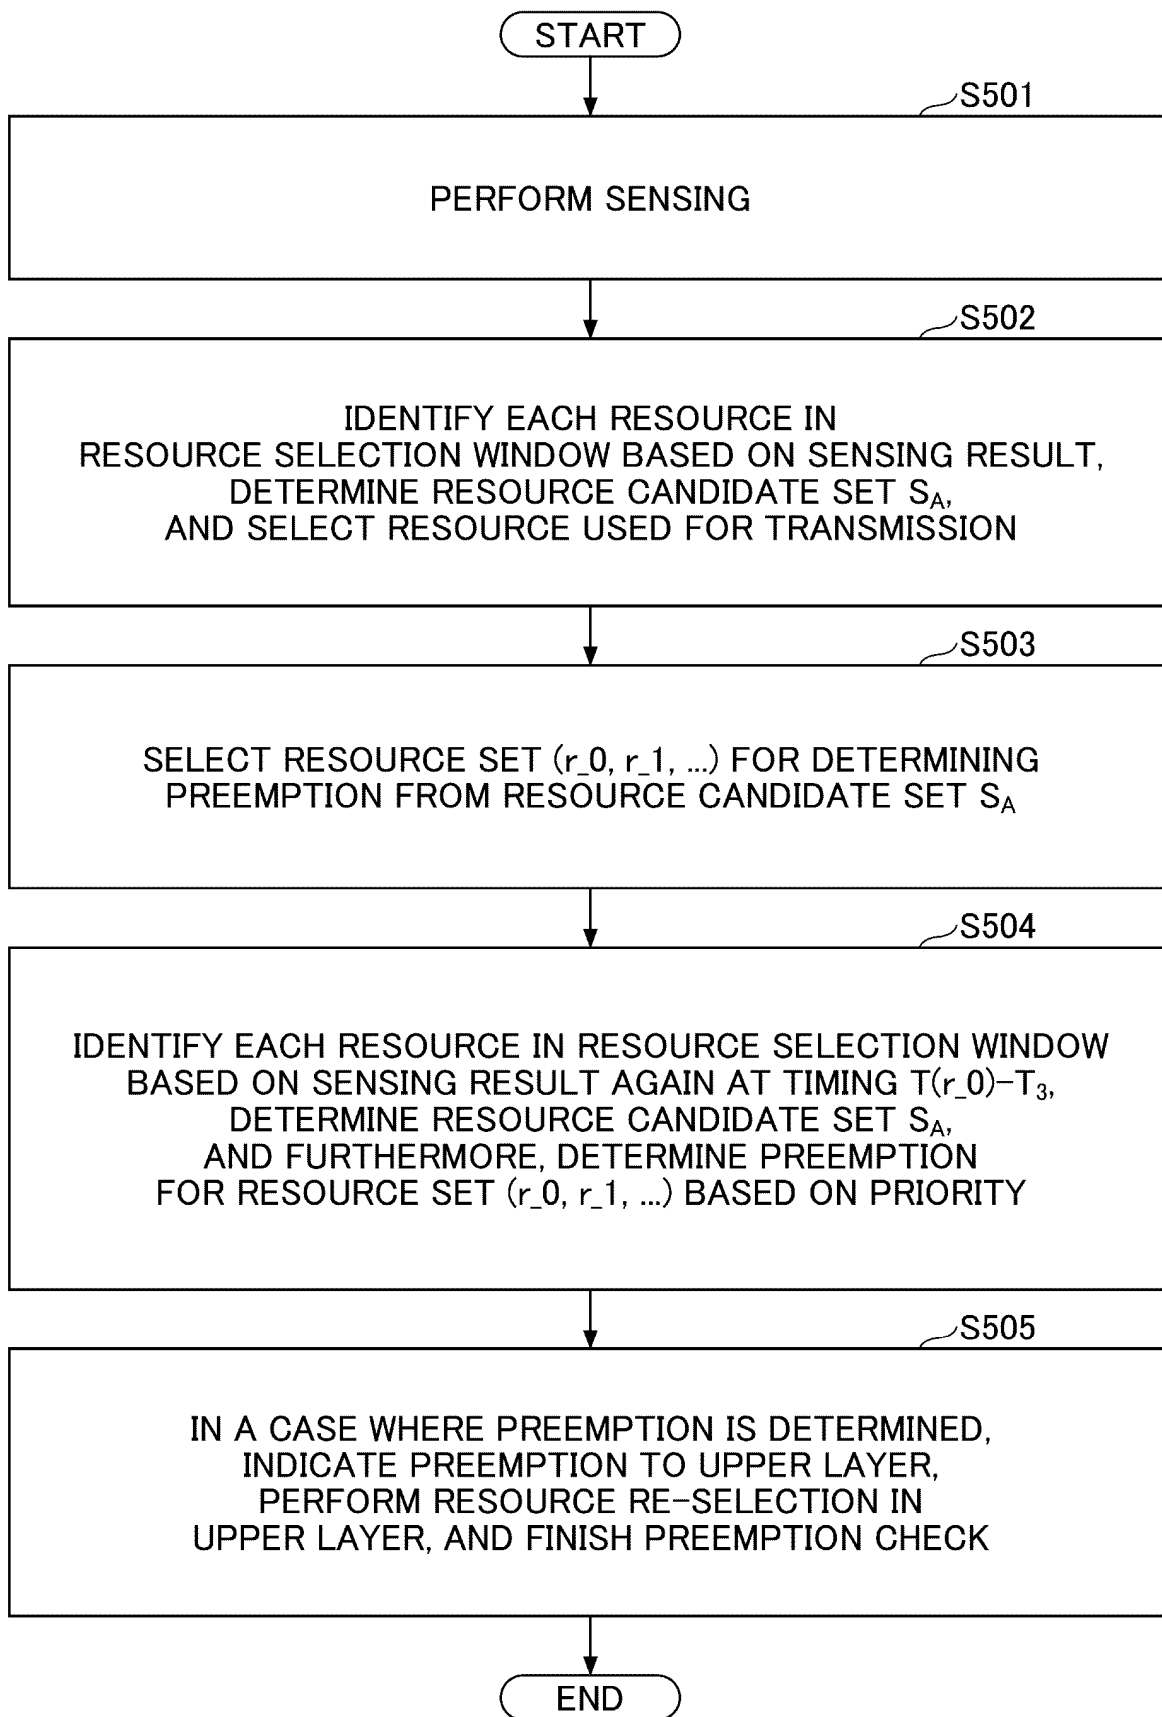 START
S501
PERFORM SENSING
S502
IDENTIFY EACH RESOURCE IN
RESOURCE SELECTION WINDOW BASED ON SENSING RESULT,
DETERMINE RESOURCE CANDIDATE SET S_A,
AND SELECT RESOURCE USED FOR TRANSMISSION
S503
SELECT RESOURCE SET (r_0, r_1, ...) FOR DETERMINING
PREEMPTION FROM RESOURCE CANDIDATE SET S_A
S504
IDENTIFY EACH RESOURCE IN RESOURCE SELECTION WINDOW
BASED ON SENSING RESULT AGAIN AT TIMING T(r_0)-T₃,
DETERMINE RESOURCE CANDIDATE SET S_A,
AND FURTHERMORE, DETERMINE PREEMPTION
FOR RESOURCE SET (r_0, r_1, ...) BASED ON PRIORITY
S505
IN A CASE WHERE PREEMPTION IS DETERMINED,
INDICATE PREEMPTION TO UPPER LAYER,
PERFORM RESOURCE RE-SELECTION IN
UPPER LAYER, AND FINISH PREEMPTION CHECK
END